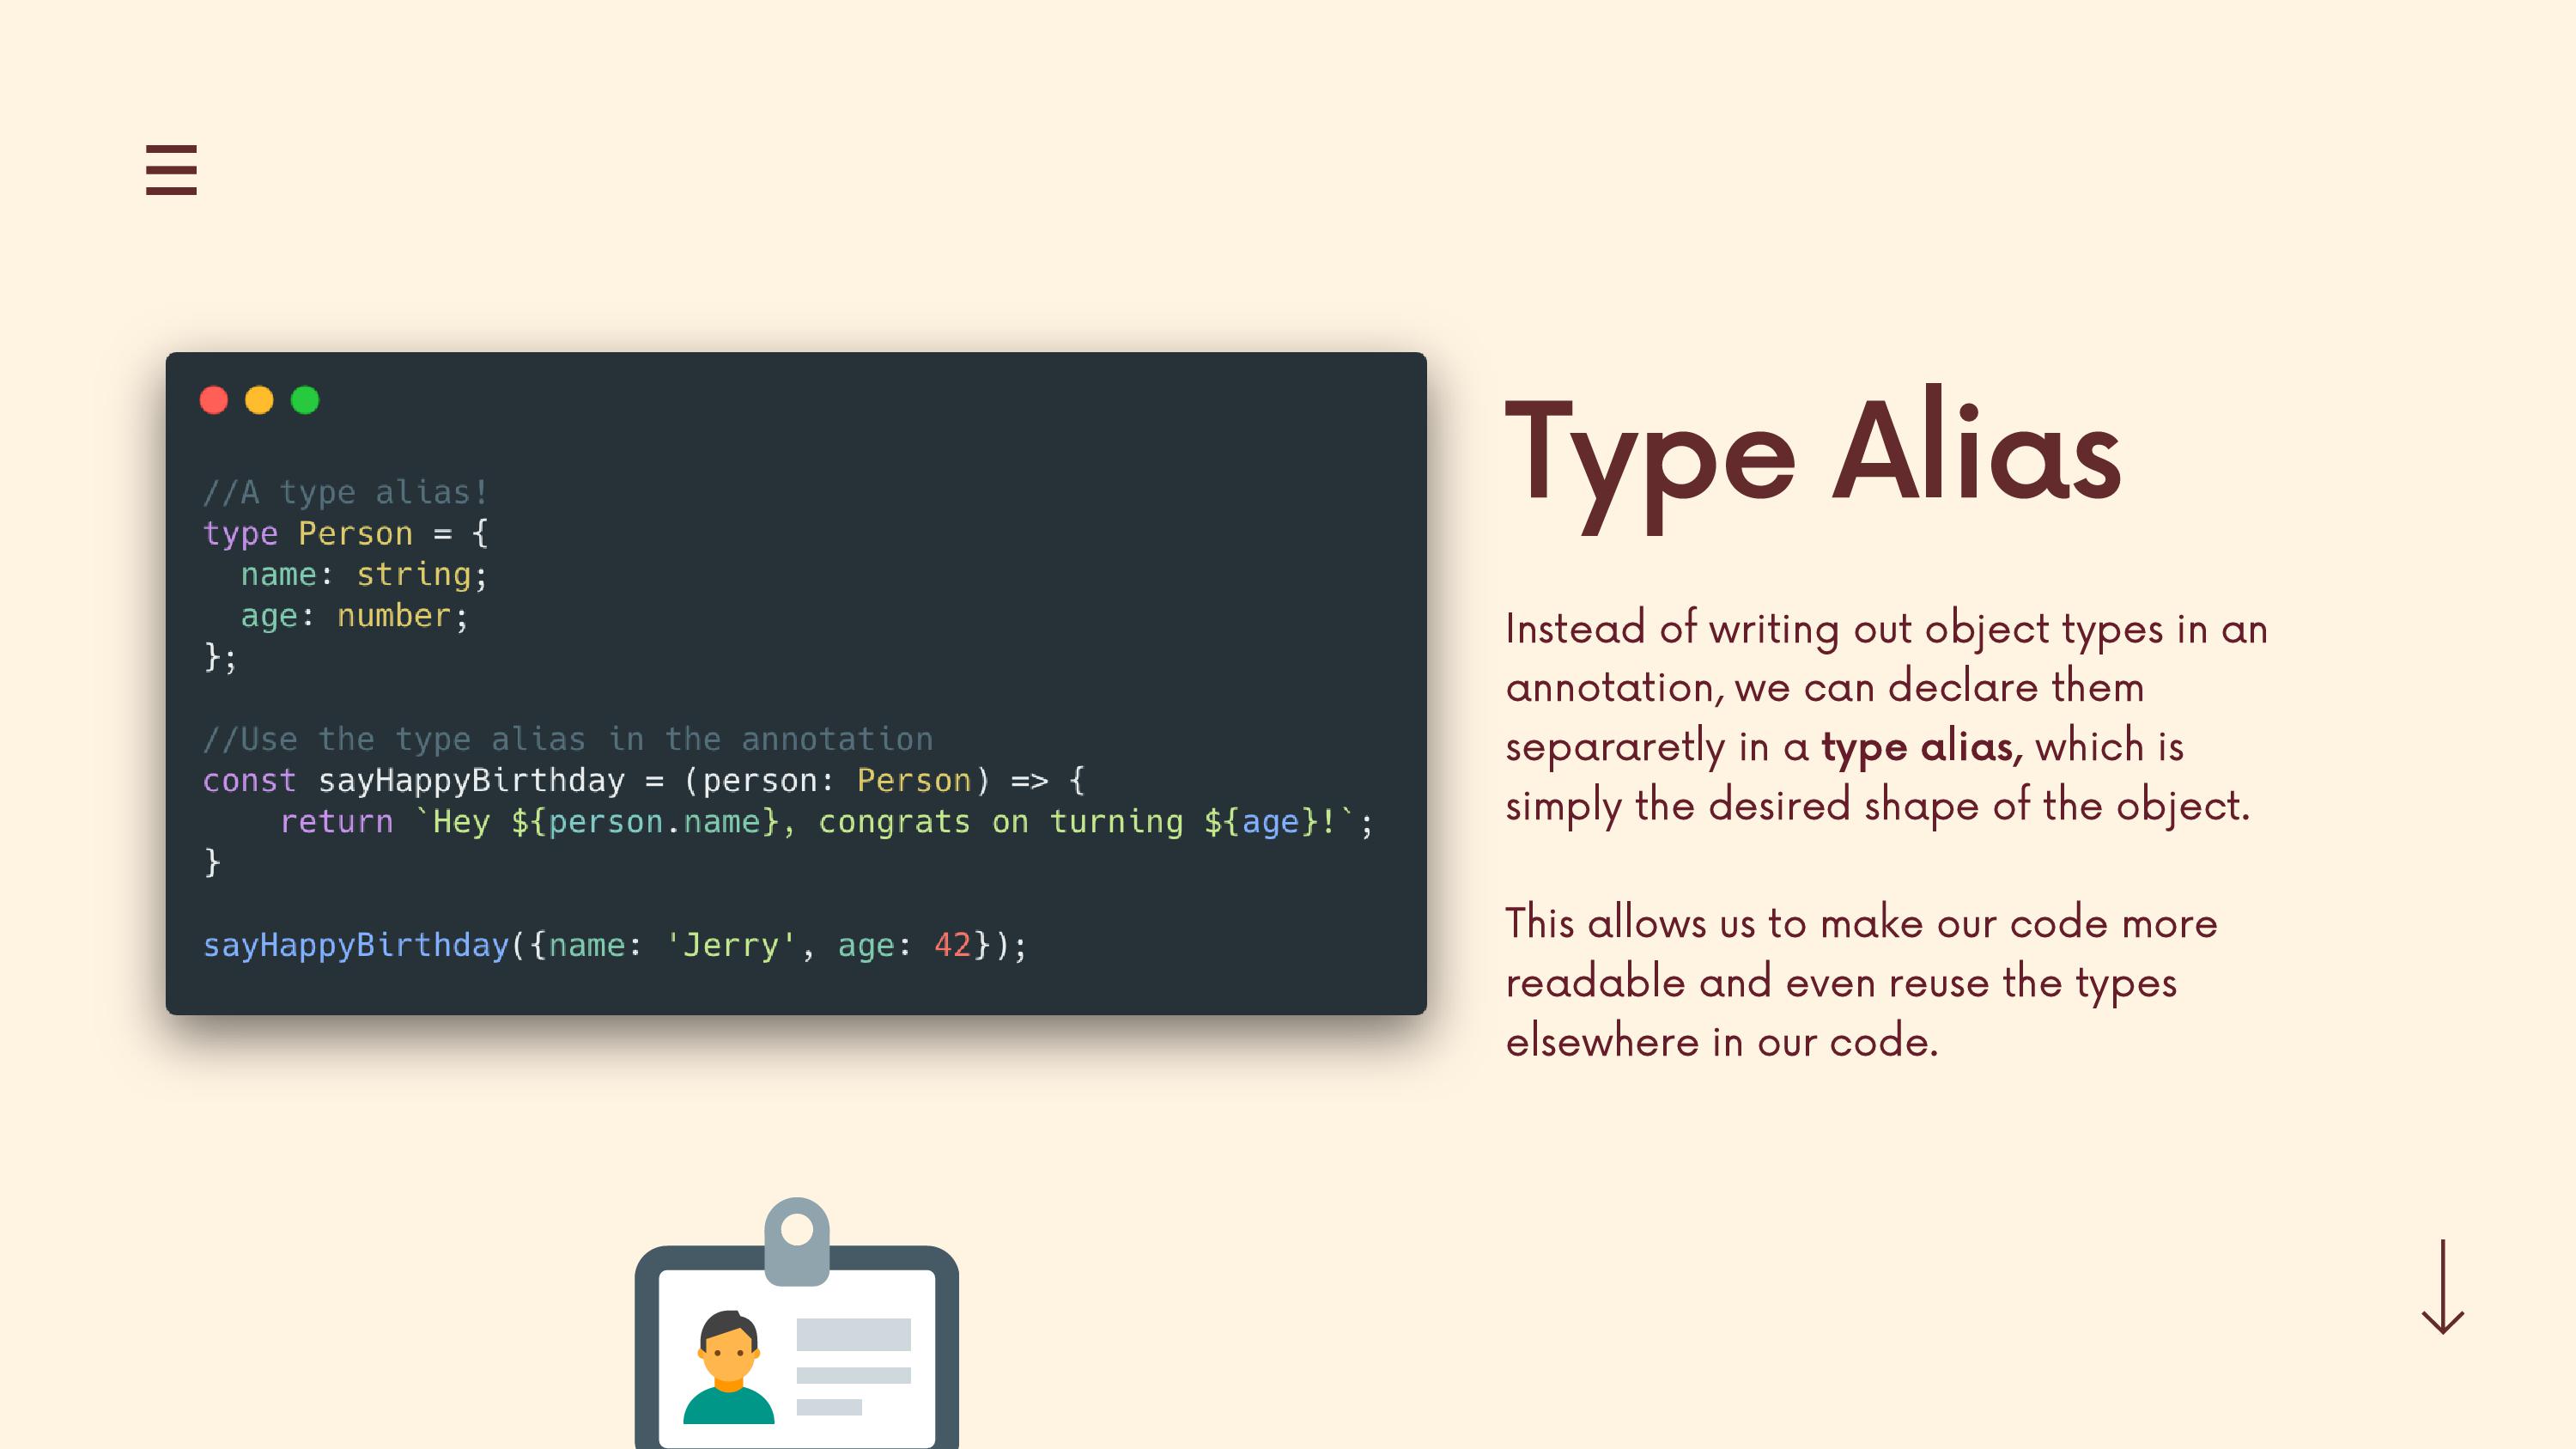 //A type alias!
type Person = {
  name: string;
  age: number;
};

//Use the type alias in the annotation
const sayHappyBirthday = (person: Person) => {
    return `Hey ${person.name}, congrats on turning ${age}!`;
}

sayHappyBirthday({name: 'Jerry', age: 42});

Type Alias

Instead of writing out object types in an
annotation, we can declare them
separaretly in a type alias, which is
simply the desired shape of the object.

This allows us to make our code more
readable and even reuse the types
elsewhere in our code.